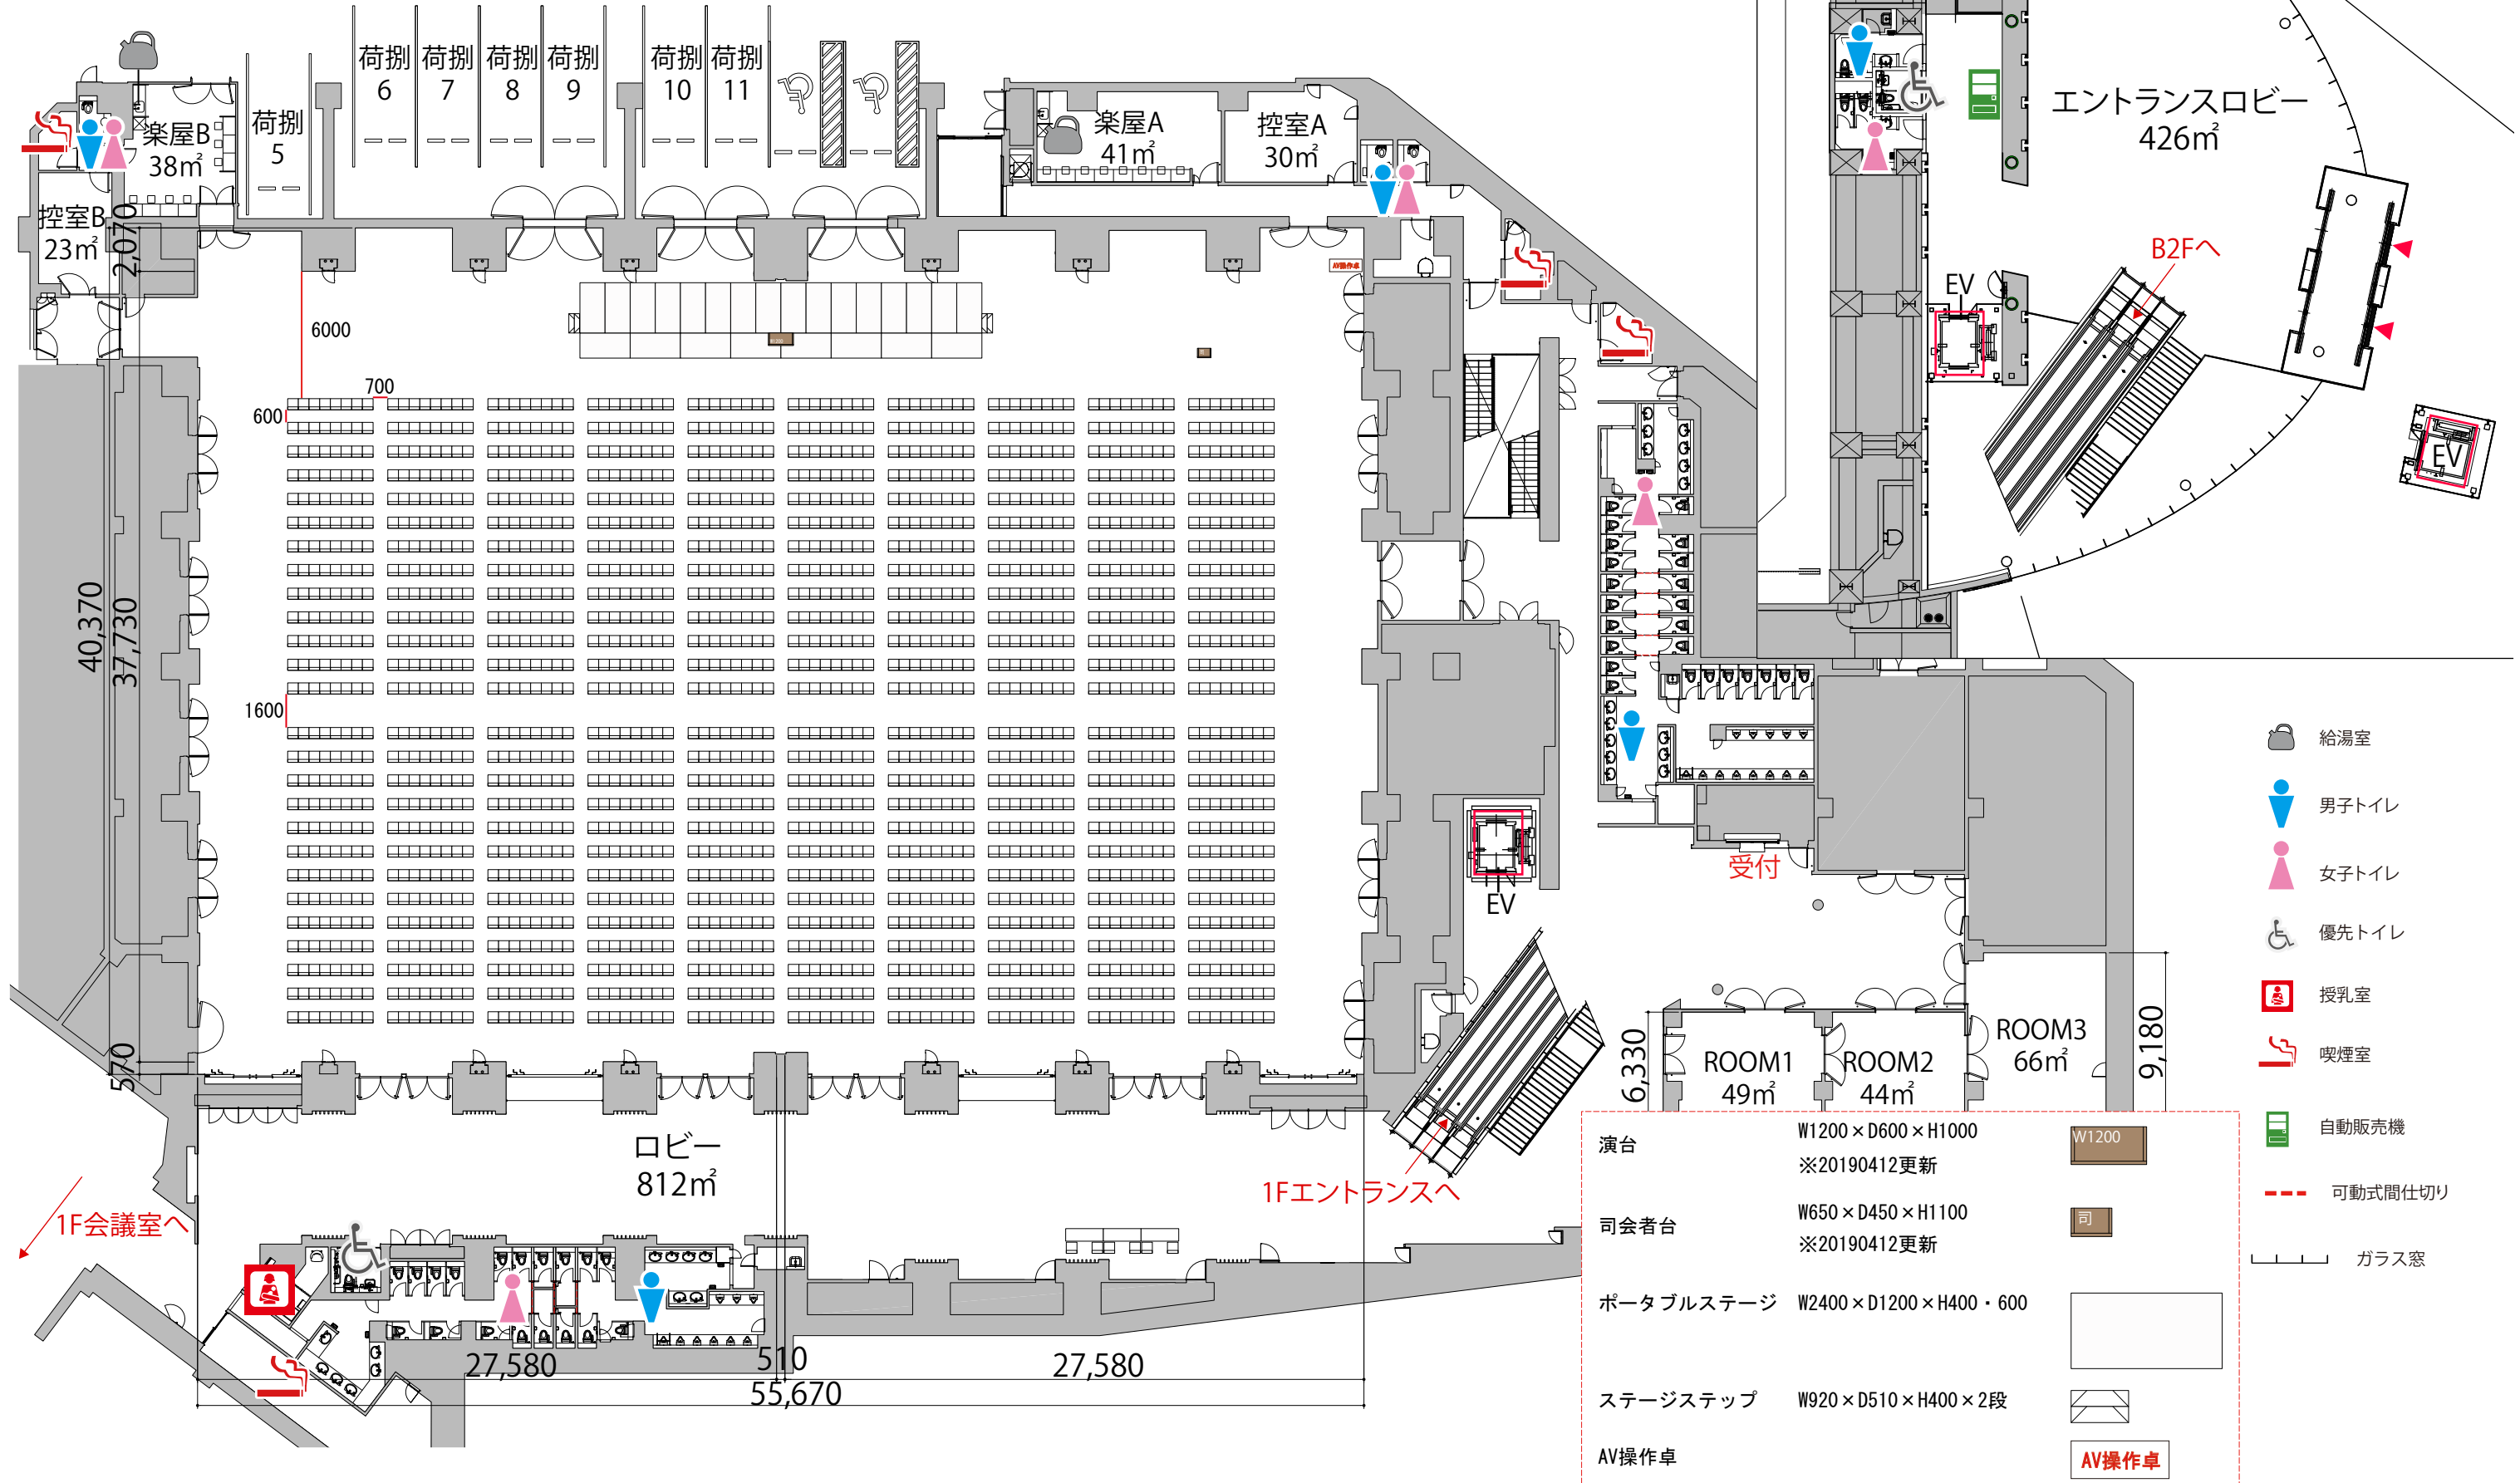 荷捌
6
荷捌
7
荷捌
8
荷捌
9
荷捌
10
荷捌
11
荷捌
5
楽屋B
38㎡
控室B
23㎡
楽屋A
41㎡
控室A
30㎡
エントランスロビー
426㎡
B2Fへ
EV
EV
AV操作卓
W1200
司
2,070
6000
700
600
1600
40,370
37,730
570
EV
受付
ROOM1
49㎡
ROOM2
44㎡
ROOM3
66㎡
6,330
9,180
ロビー
812㎡
1Fエントランスへ
1F会議室へ
27,580
510
27,580
55,670
給湯室
男子トイレ
女子トイレ
優先トイレ
授乳室
喫煙室
自動販売機
可動式間仕切り
ガラス窓
演台
W1200×D600×H1000
※20190412更新
W1200
司会者台
W650×D450×H1100
※20190412更新
司
ポータブルステージ
W2400×D1200×H400・600
ステージステップ
W920×D510×H400×2段
AV操作卓
AV操作卓